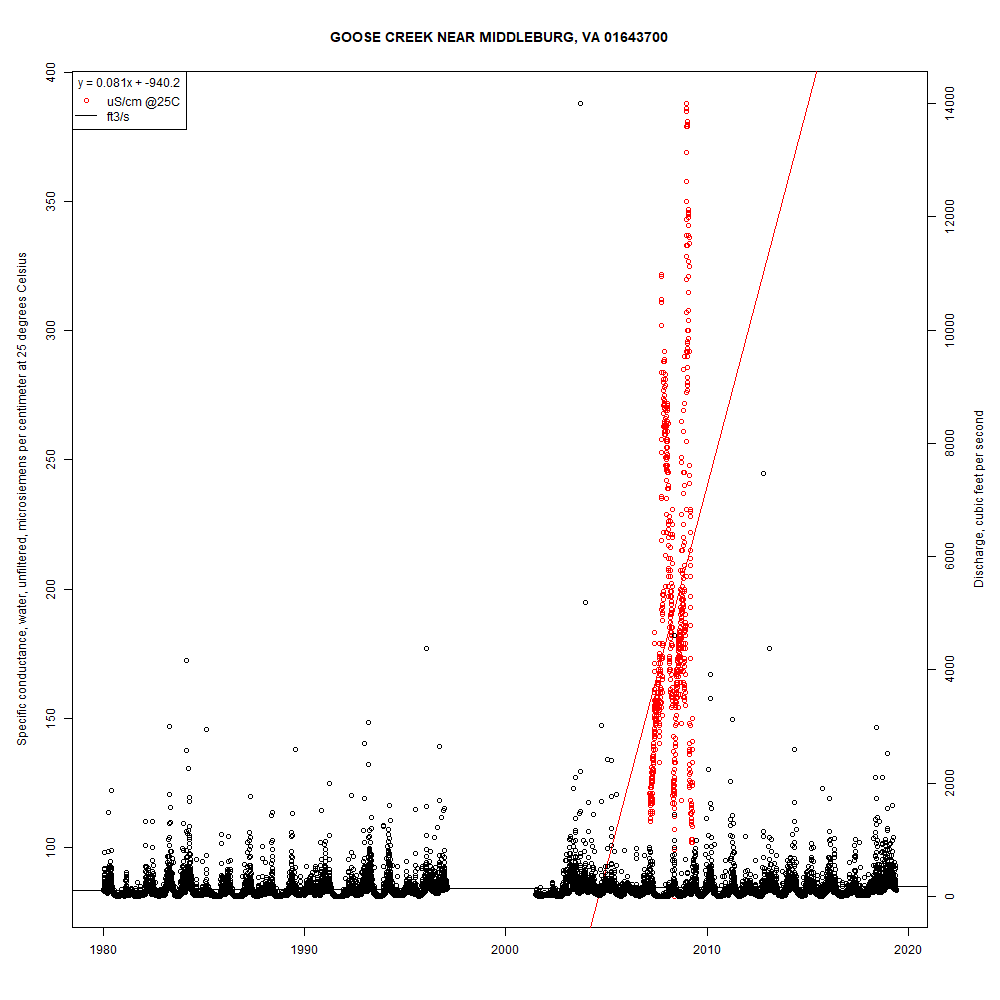 GOOSE CREEK NEAR MIDDLEBURG, VA 01643700
y = 0.081x + -940.2
uS/cm @25C
ft3/s
Specific conductance, water, unfiltered, microsiemens per centimeter at 25 degrees Celsius
400
350
300
250
200
150
100
14000
12000
10000
8000
6000
4000
2000
0
Discharge, cubic feet per second
1980 1990 2000 2010 2020